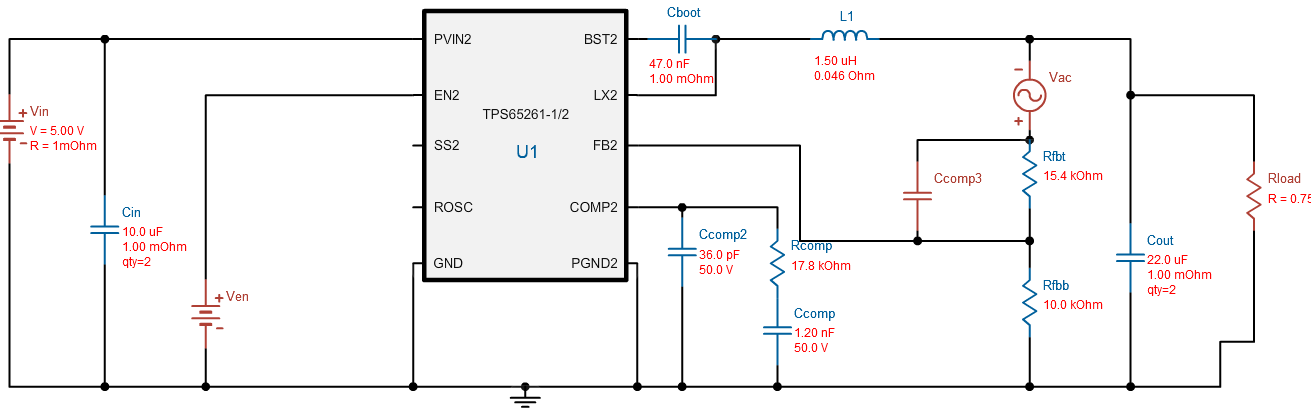 Cboot
L1
PVIN2
BST2
47.0 nF
1.00 mOhm
1.50 uH
0.046 Ohm
Vac
Vin
V = 5.00 V
R = 1mOhm
EN2
LX2
TPS65261-1/2
U1
SS2
FB2
Rfbt
15.4 kOhm
Ccomp3
Rload
R = 0.75
ROSC
COMP2
Cin
10.0 uF
1.00 mOhm
qty=2
Ccomp2
36.0 pF
50.0 V
Rcomp
17.8 kOhm
Cout
22.0 uF
1.00 mOhm
qty=2
GND
PGND2
Rfbb
10.0 kOhm
Ven
Ccomp
1.20 nF
50.0 V